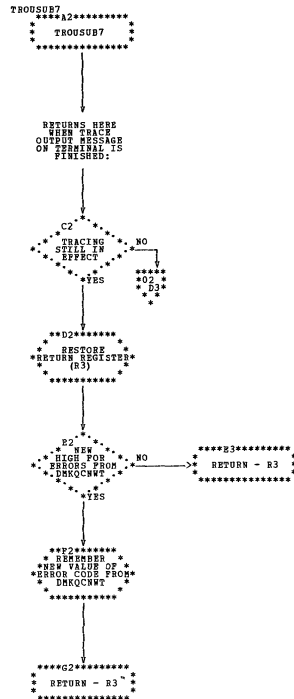 TROUSUB7
A2
TROUSUB7
RETURNS HERE
WHEN TRACE
OUTPUT MESSAGE
ON TERMINAL IS
FINISHED:
C2
TRACING
STILL IN
EFFECT
NO
02
D3
YES
D2
RESTORE
RETURN REGISTER
(R3)
E2
NEW
HIGH FOR
ERRORS FROM
DMKQCNWT
NO
E3
RETURN - R3
YES
F2
REMEMBER
NEW VALUE OF
ERROR CODE FROM
DMKQCNWT
G2
RETURN - R3